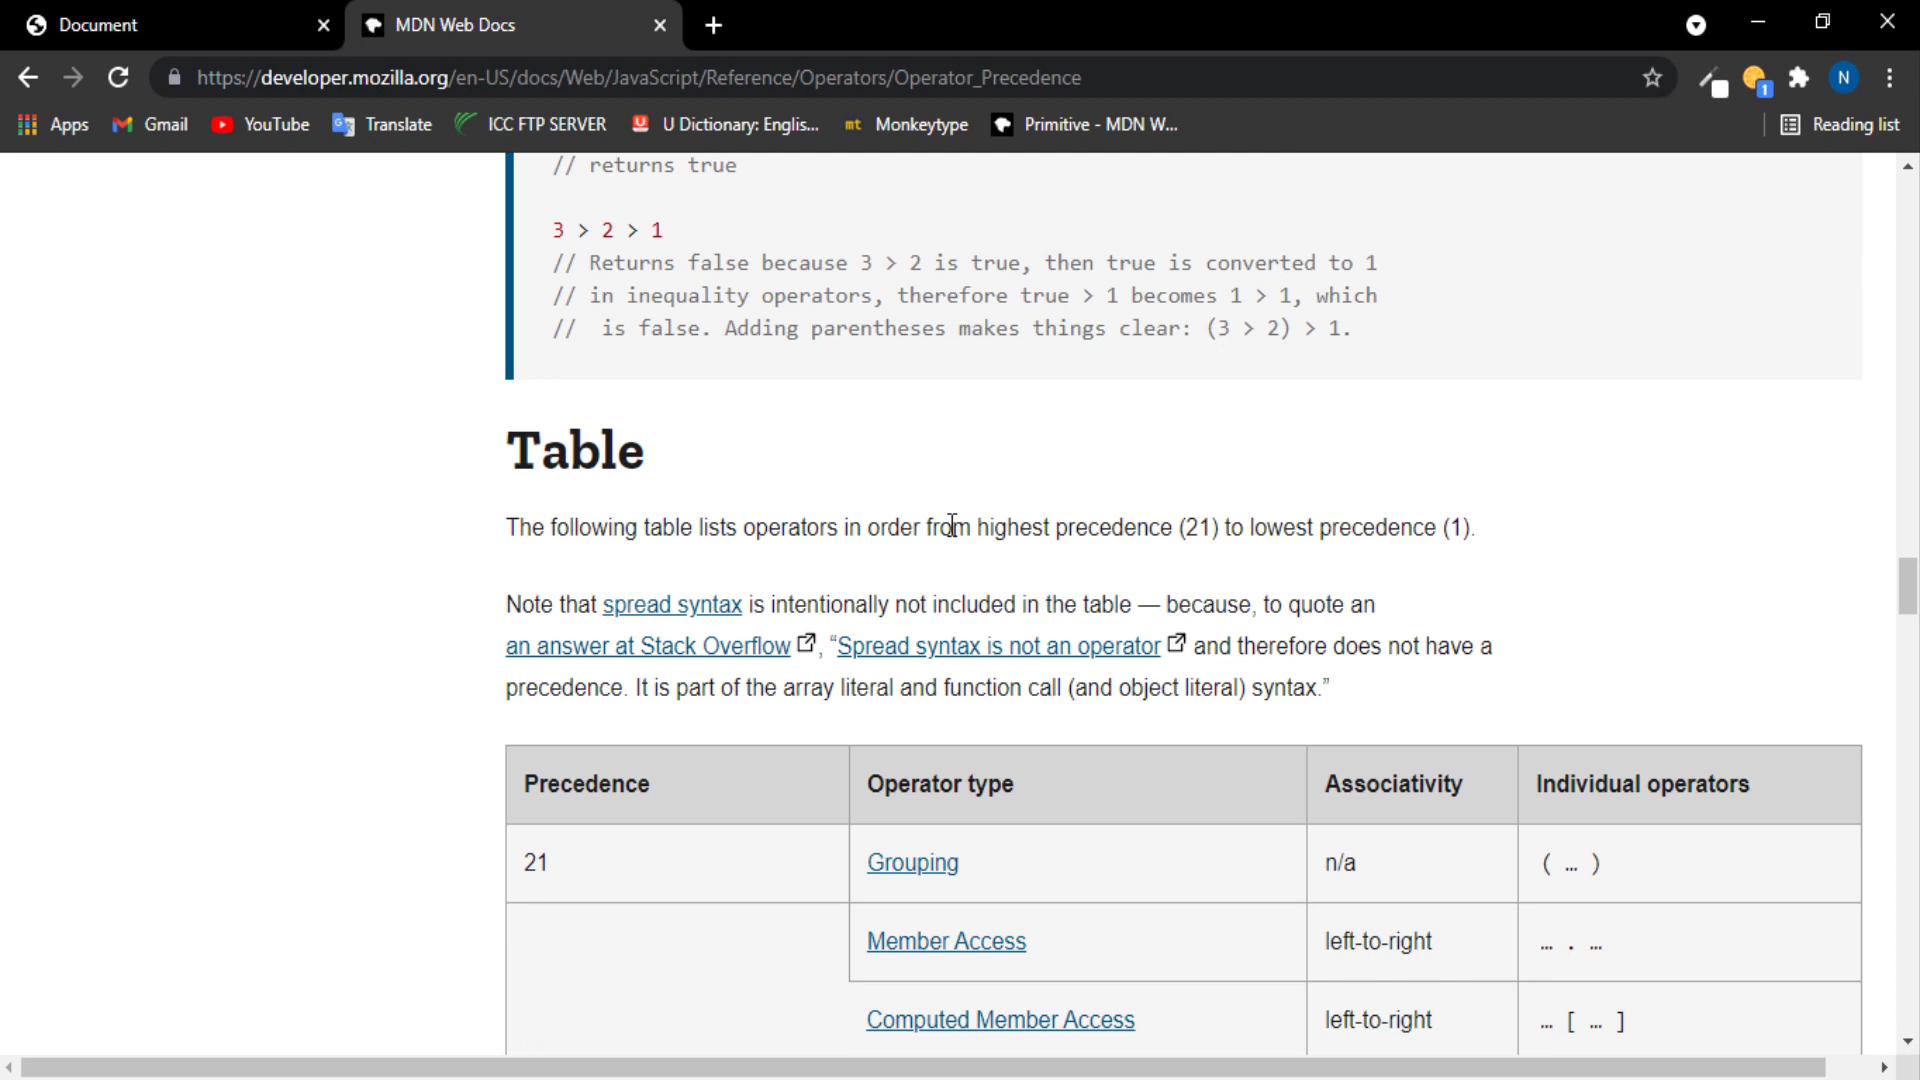 Document
MDN Web Docs
https://developer.mozilla.org/en-US/docs/Web/JavaScript/Reference/Operators/Operator_Precedence
1
N
Apps
Gmail
YouTube
Translate
ICC FTP SERVER
U Dictionary: Englis...
mt Monkeytype
Primitive - MDN W...
Reading list
// returns true
3 > 2 > 1
// Returns false because 3 > 2 is true, then true is converted to 1
// in inequality operators, therefore true > 1 becomes 1 > 1, which
//  is false. Adding parentheses makes things clear: (3 > 2) > 1.
Table
The following table lists operators in order from highest precedence (21) to lowest precedence (1).
Note that spread syntax is intentionally not included in the table — because, to quote an
an answer at Stack Overflow, “Spread syntax is not an operator and therefore does not have a
precedence. It is part of the array literal and function call (and object literal) syntax.”
Precedence Operator type Associativity Individual operators
21 Grouping n/a ( … )
Member Access left-to-right … . …
Computed Member Access left-to-right … [ … ]